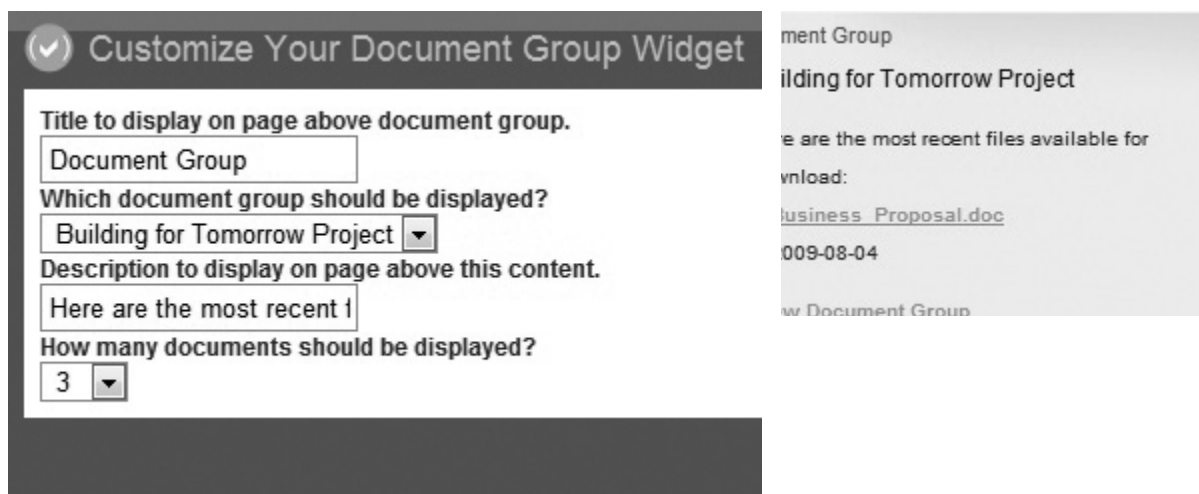 Customize Your Document Group Widget
Title to display on page above document group.
Document Group
Which document group should be displayed?
Building for Tomorrow Project
Description to display on page above this content.
Here are the most recent f
How many documents should be displayed?
3
ment Group
ilding for Tomorrow Project
e are the most recent files available for
wnload:
usiness_Proposal.doc
009-08-04
w Document Group